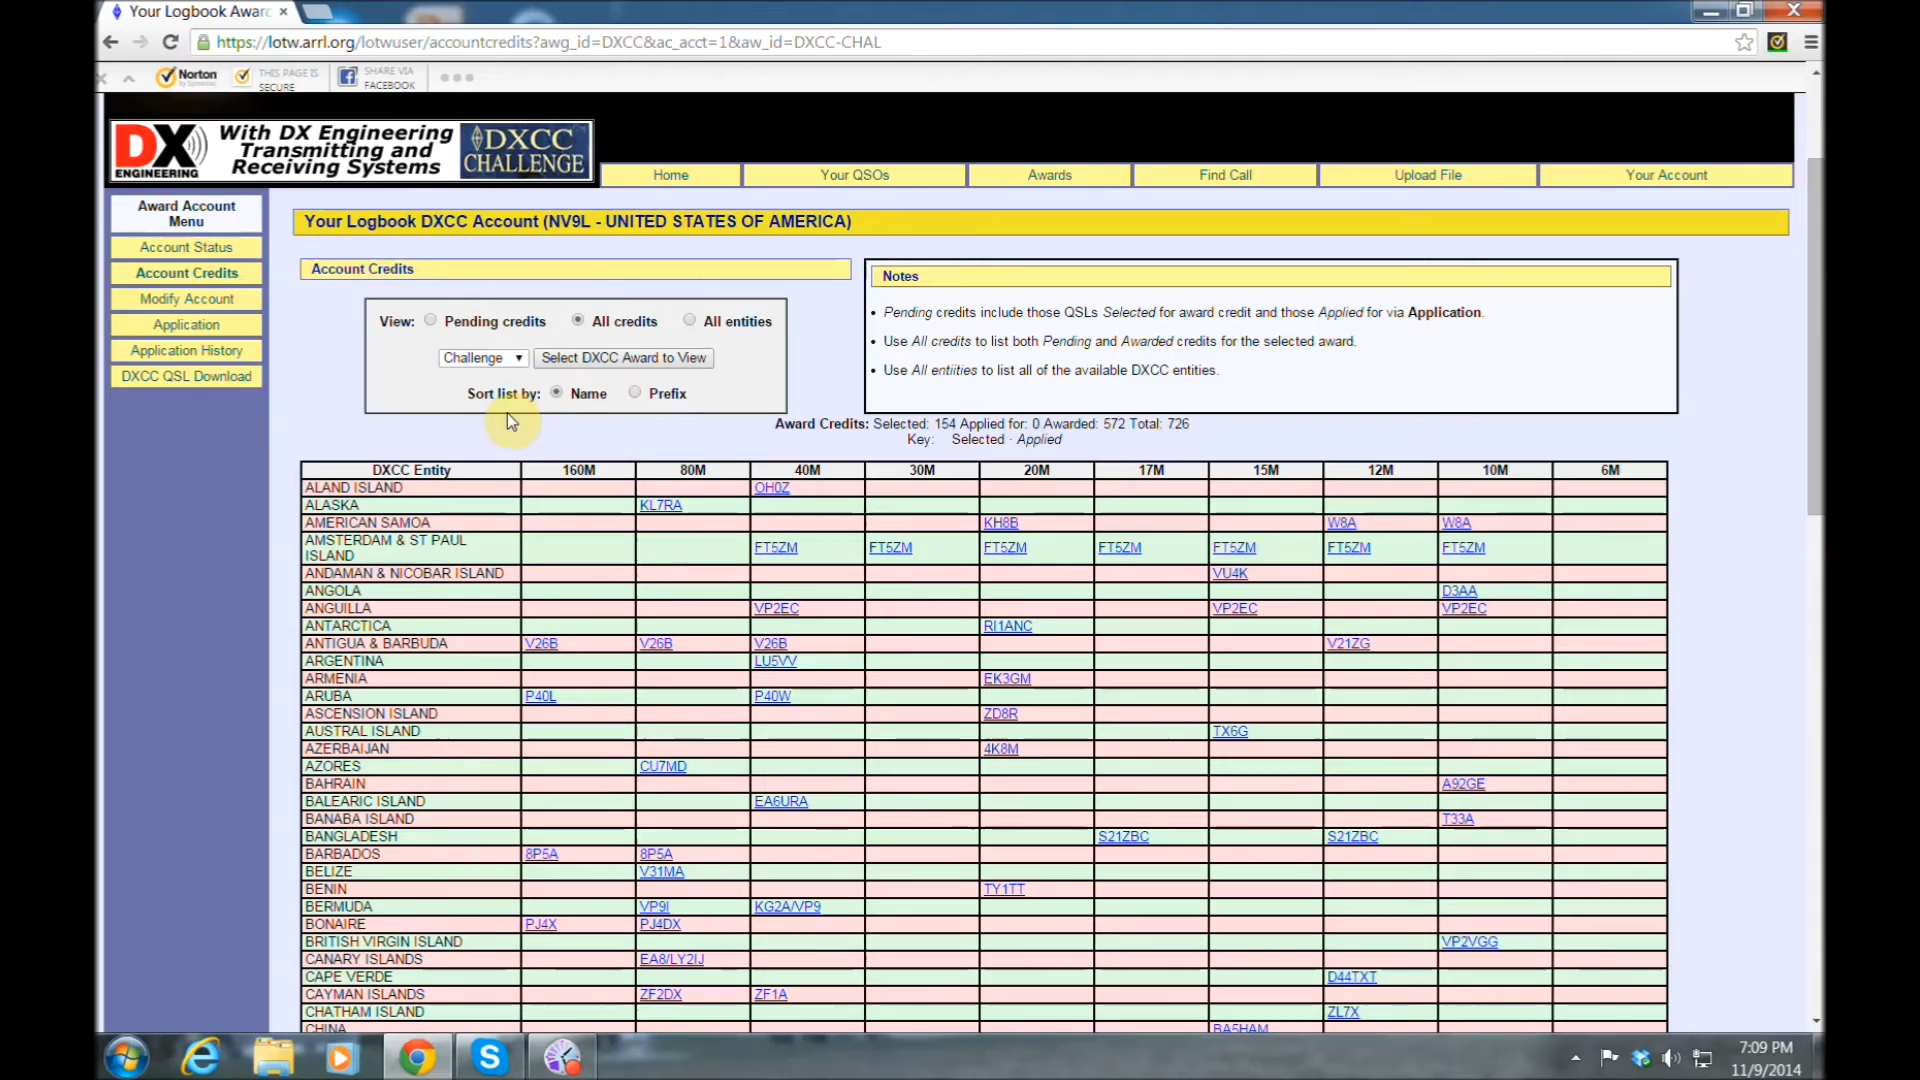 Your Logbook Awar
https://lotw.arrl.org/lotwuser/accountcredits?awg_id=DXCC&ac_acct=1&aw_id=DXCC-CHAL
Norton
by Symantec
THIS PAGE IS
SECURE
SHARE VIA
FACEBOOK
DX
ENGINEERING
With DX Engineering
Transmitting and
Receiving Systems
DXCC
CHALLENGE
Home Your QSOs Awards Find Call Upload File Your Account
Award Account
Menu
Account Status
Account Credits
Modify Account
Application
Application History
DXCC QSL Download
Your Logbook DXCC Account (NV9L - UNITED STATES OF AMERICA)
Account Credits
View: Pending credits All credits All entities
Challenge Select DXCC Award to View
Sort list by: Name Prefix
Notes
• Pending credits include those QSLs Selected for award credit and those Applied for via Application.
• Use All credits to list both Pending and Awarded credits for the selected award.
• Use All entiities to list all of the available DXCC entities.
Award Credits: Selected: 154 Applied for: 0 Awarded: 572 Total: 726
Key: Selected · Applied
DXCC Entity 160M 80M 40M 30M 20M 17M 15M 12M 10M 6M
ALAND ISLAND OH0Z
ALASKA KL7RA
AMERICAN SAMOA KH8B W8A W8A
AMSTERDAM & ST PAUL
ISLAND FT5ZM FT5ZM FT5ZM FT5ZM FT5ZM FT5ZM FT5ZM
ANDAMAN & NICOBAR ISLAND VU4K
ANGOLA D3AA
ANGUILLA VP2EC VP2EC VP2EC
ANTARCTICA RI1ANC
ANTIGUA & BARBUDA V26B V26B V26B V21ZG
ARGENTINA LU5VV
ARMENIA EK3GM
ARUBA P40L P40W
ASCENSION ISLAND ZD8R
AUSTRAL ISLAND TX6G
AZERBAIJAN 4K8M
AZORES CU7MD
BAHRAIN A92GE
BALEARIC ISLAND EA6URA
BANABA ISLAND T33A
BANGLADESH S21ZBC S21ZBC
BARBADOS 8P5A 8P5A
BELIZE V31MA
BENIN TY1TT
BERMUDA VP9I KG2A/VP9
BONAIRE PJ4X PJ4DX
BRITISH VIRGIN ISLAND VP2VGG
CANARY ISLANDS EA8/LY2IJ
CAPE VERDE D44TXT
CAYMAN ISLANDS ZF2DX ZF1A
CHATHAM ISLAND ZL7X
CHINA BA5HAM
7:09 PM
11/9/2014